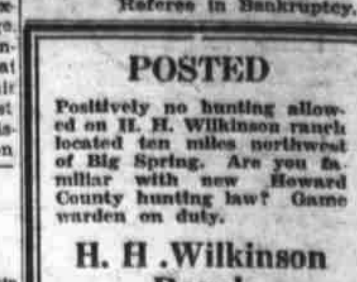 Referee in Bankruptcy.
POSTED
Positively no hunting allow-
ed on H. H. Wilkinson ranch
located ten miles northwest
of Big Spring. Are you fa-
miliar with new Howard
County hunting law? Game
warden on duty.
H. H .Wilkinson